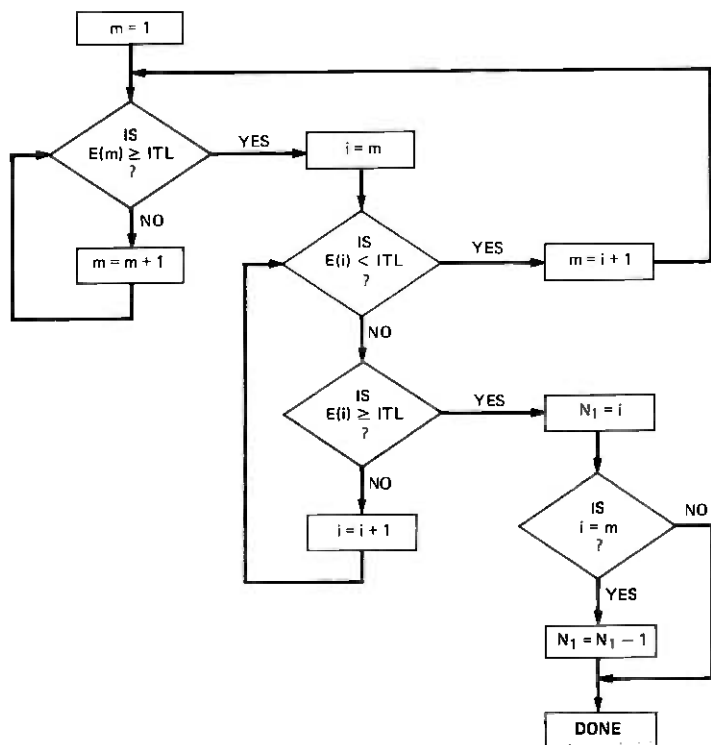 m = 1
IS
E(m) ≥ ITL
?
YES
i = m
NO
m = m + 1
IS
E(i) < ITL
?
YES
m = i + 1
NO
IS
E(i) ≥ ITL
?
YES
N₁ = i
NO
i = i + 1
IS
i = m
?
NO
YES
N₁ = N₁ − 1
DONE